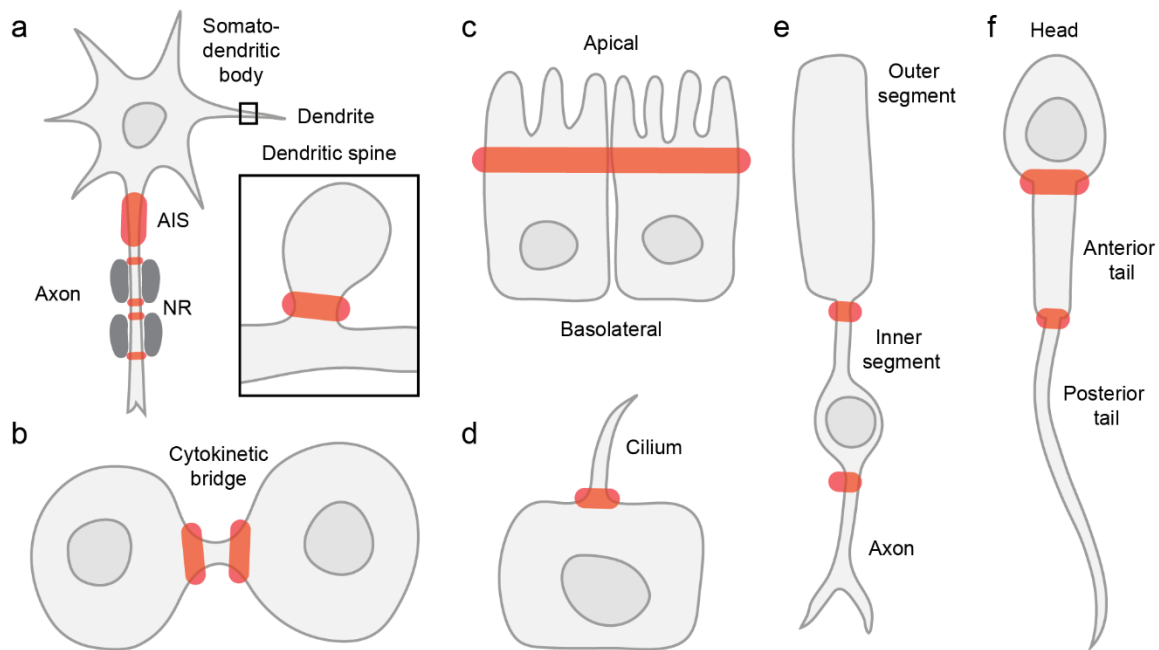 a
Somato-
dendritic
body
Dendrite
Dendritic spine
AIS
Axon
NR
b
Cytokinetic
bridge
c
Apical
Basolateral
d
Cilium
e
Outer
segment
Inner
segment
Axon
f
Head
Anterior
tail
Posterior
tail